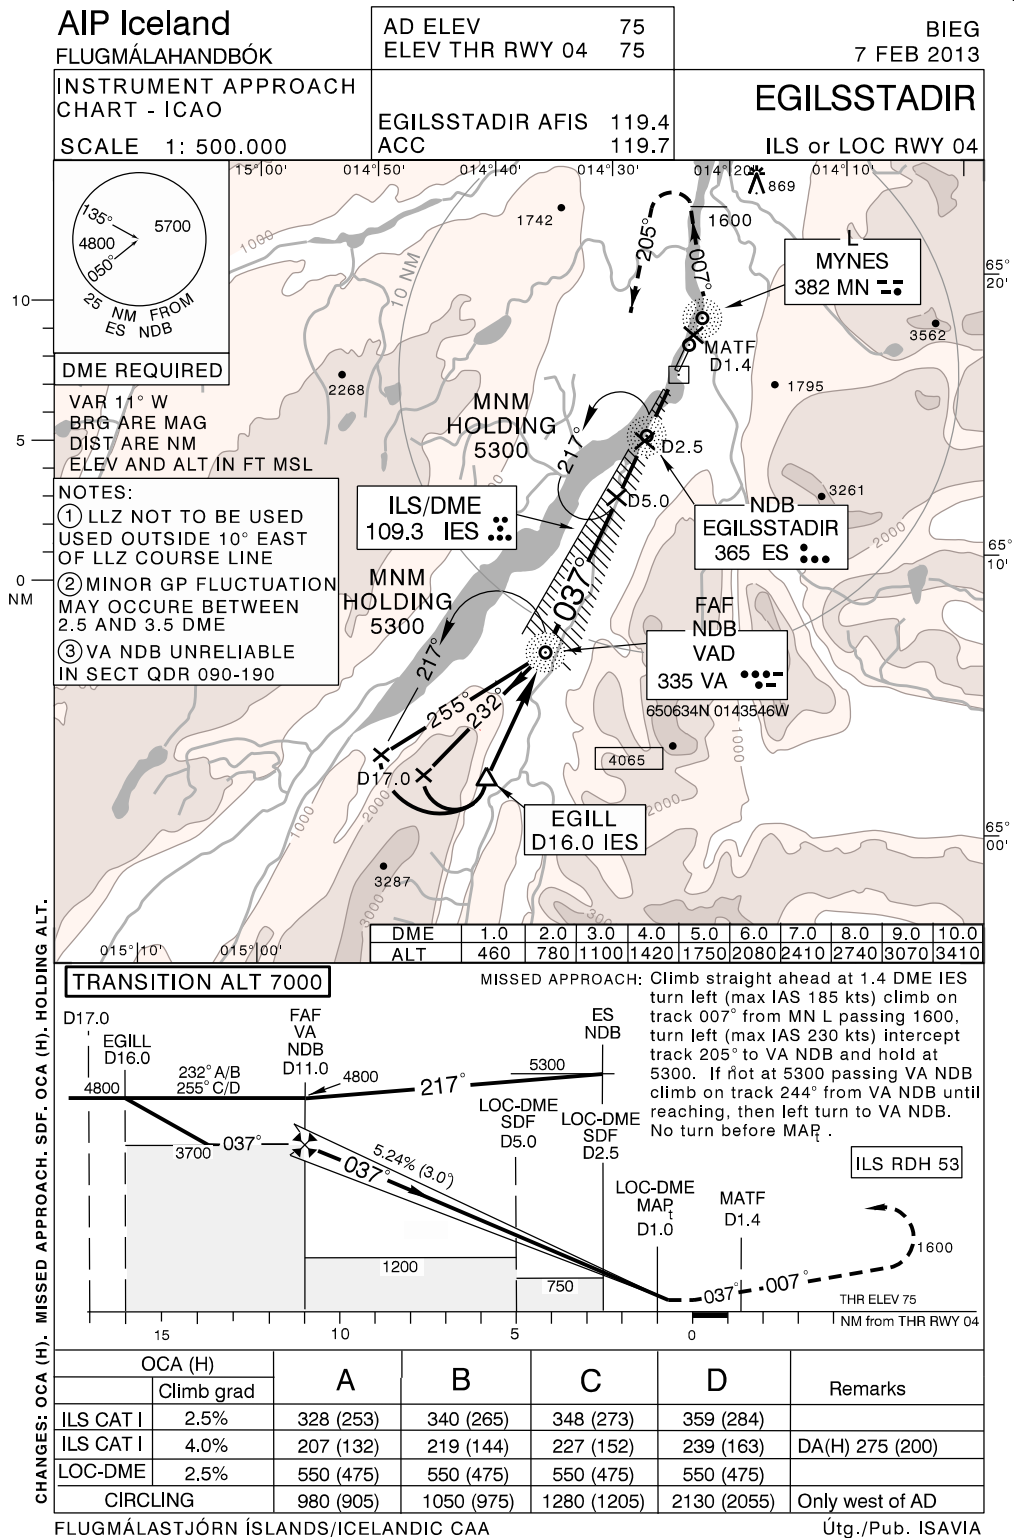 AIP Iceland
FLUGMÁLAHANDBÓK
AD ELEV 75
ELEV THR RWY 04 75
BIEG
7 FEB 2013
INSTRUMENT APPROACH
CHART - ICAO
SCALE 1: 500.000
EGILSSTADIR AFIS 119.4
ACC 119.7
EGILSSTADIR
ILS or LOC RWY 04
15°00'
014°50'
014°40'
014°30'
014°20'
014°10'
135°
4800
5700
050°
25 NM FROM
ES NDB
DME REQUIRED
VAR 11° W
BRG ARE MAG
DIST ARE NM
ELEV AND ALT IN FT MSL
NOTES:
1 LLZ NOT TO BE USED
USED OUTSIDE 10° EAST
OF LLZ COURSE LINE
2 MINOR GP FLUCTUATION
MAY OCCURE BETWEEN
2.5 AND 3.5 DME
3 VA NDB UNRELIABLE
IN SECT QDR 090-190
10
5
0
NM
1000
10 NM
1742
205°
007°
1600
869
L
MYNES
382 MN
65°
20'
3562
MATF
D1.4
2268
1795
MNM
HOLDING
5300
217°
D2.5
ILS/DME
109.3 IES
D5.0
3261
NDB
EGILSSTADIR
365 ES
2000
65°
10'
MNM
HOLDING
5300
217°
037°
FAF
NDB
VAD
335 VA
650634N 0143546W
255°
232°
D17.0
4065
1000
2000
1000
2000
EGILL
D16.0 IES
3287
3000
3000
65°
00'
015°10'
015°00'
DME 1.0 2.0 3.0 4.0 5.0 6.0 7.0 8.0 9.0 10.0
ALT 460 780 1100 1420 1750 2080 2410 2740 3070 3410
TRANSITION ALT 7000
MISSED APPROACH: Climb straight ahead at 1.4 DME IES
turn left (max IAS 185 kts) climb on
track 007° from MN L passing 1600,
turn left (max IAS 230 kts) intercept
track 205° to VA NDB and hold at
5300. If not at 5300 passing VA NDB
climb on track 244° from VA NDB until
reaching, then left turn to VA NDB.
No turn before MAPt .
D17.0
EGILL
D16.0
FAF
VA
NDB
D11.0
ES
NDB
4800
232° A/B
255° C/D
4800
217°
5300
LOC-DME
SDF
D5.0
LOC-DME
SDF
D2.5
3700
037°
037°
5.24% (3.0°)
ILS RDH 53
LOC-DME
MAPt
D1.0
MATF
D1.4
1200
750
037°
007°
1600
THR ELEV 75
NM from THR RWY 04
15
10
5
0
OCA (H) A B C D Remarks
Climb grad
ILS CAT I 2.5% 328 (253) 340 (265) 348 (273) 359 (284)
ILS CAT I 4.0% 207 (132) 219 (144) 227 (152) 239 (163) DA(H) 275 (200)
LOC-DME 2.5% 550 (475) 550 (475) 550 (475) 550 (475)
CIRCLING 980 (905) 1050 (975) 1280 (1205) 2130 (2055) Only west of AD
FLUGMÁLASTJÓRN ÍSLANDS/ICELANDIC CAA
Útg./Pub. ISAVIA
CHANGES: OCA (H). MISSED APPROACH. SDF. OCA (H). HOLDING ALT.